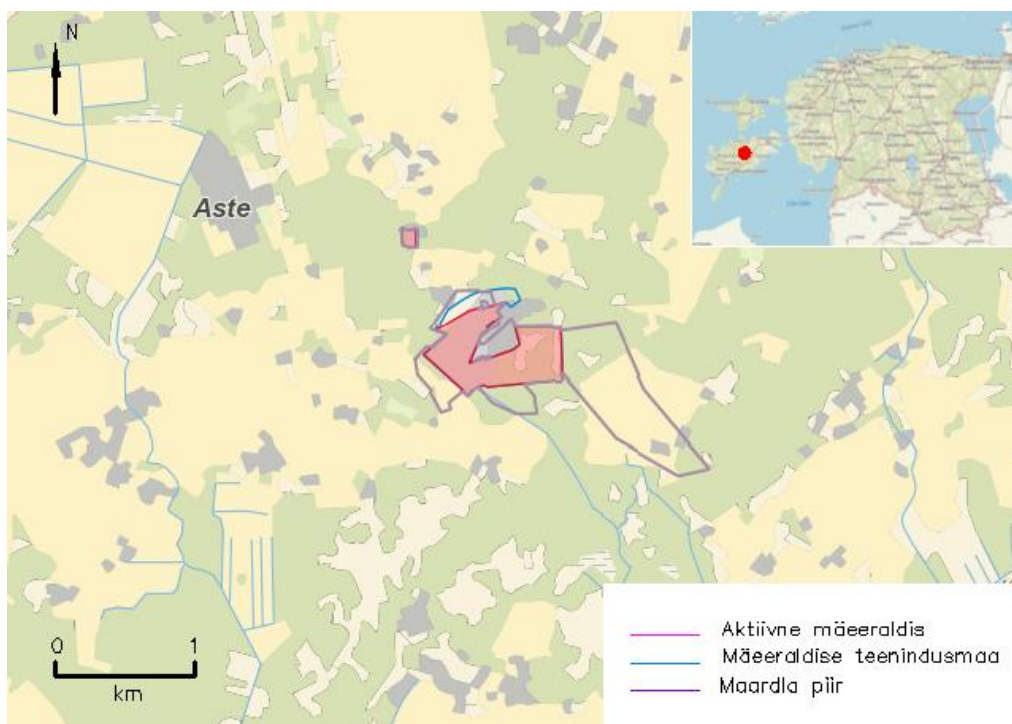 N
Aste
0 1
km
Aktiivne mäeeraldis
Mäeeraldise teenindusmaa
Maardla piir